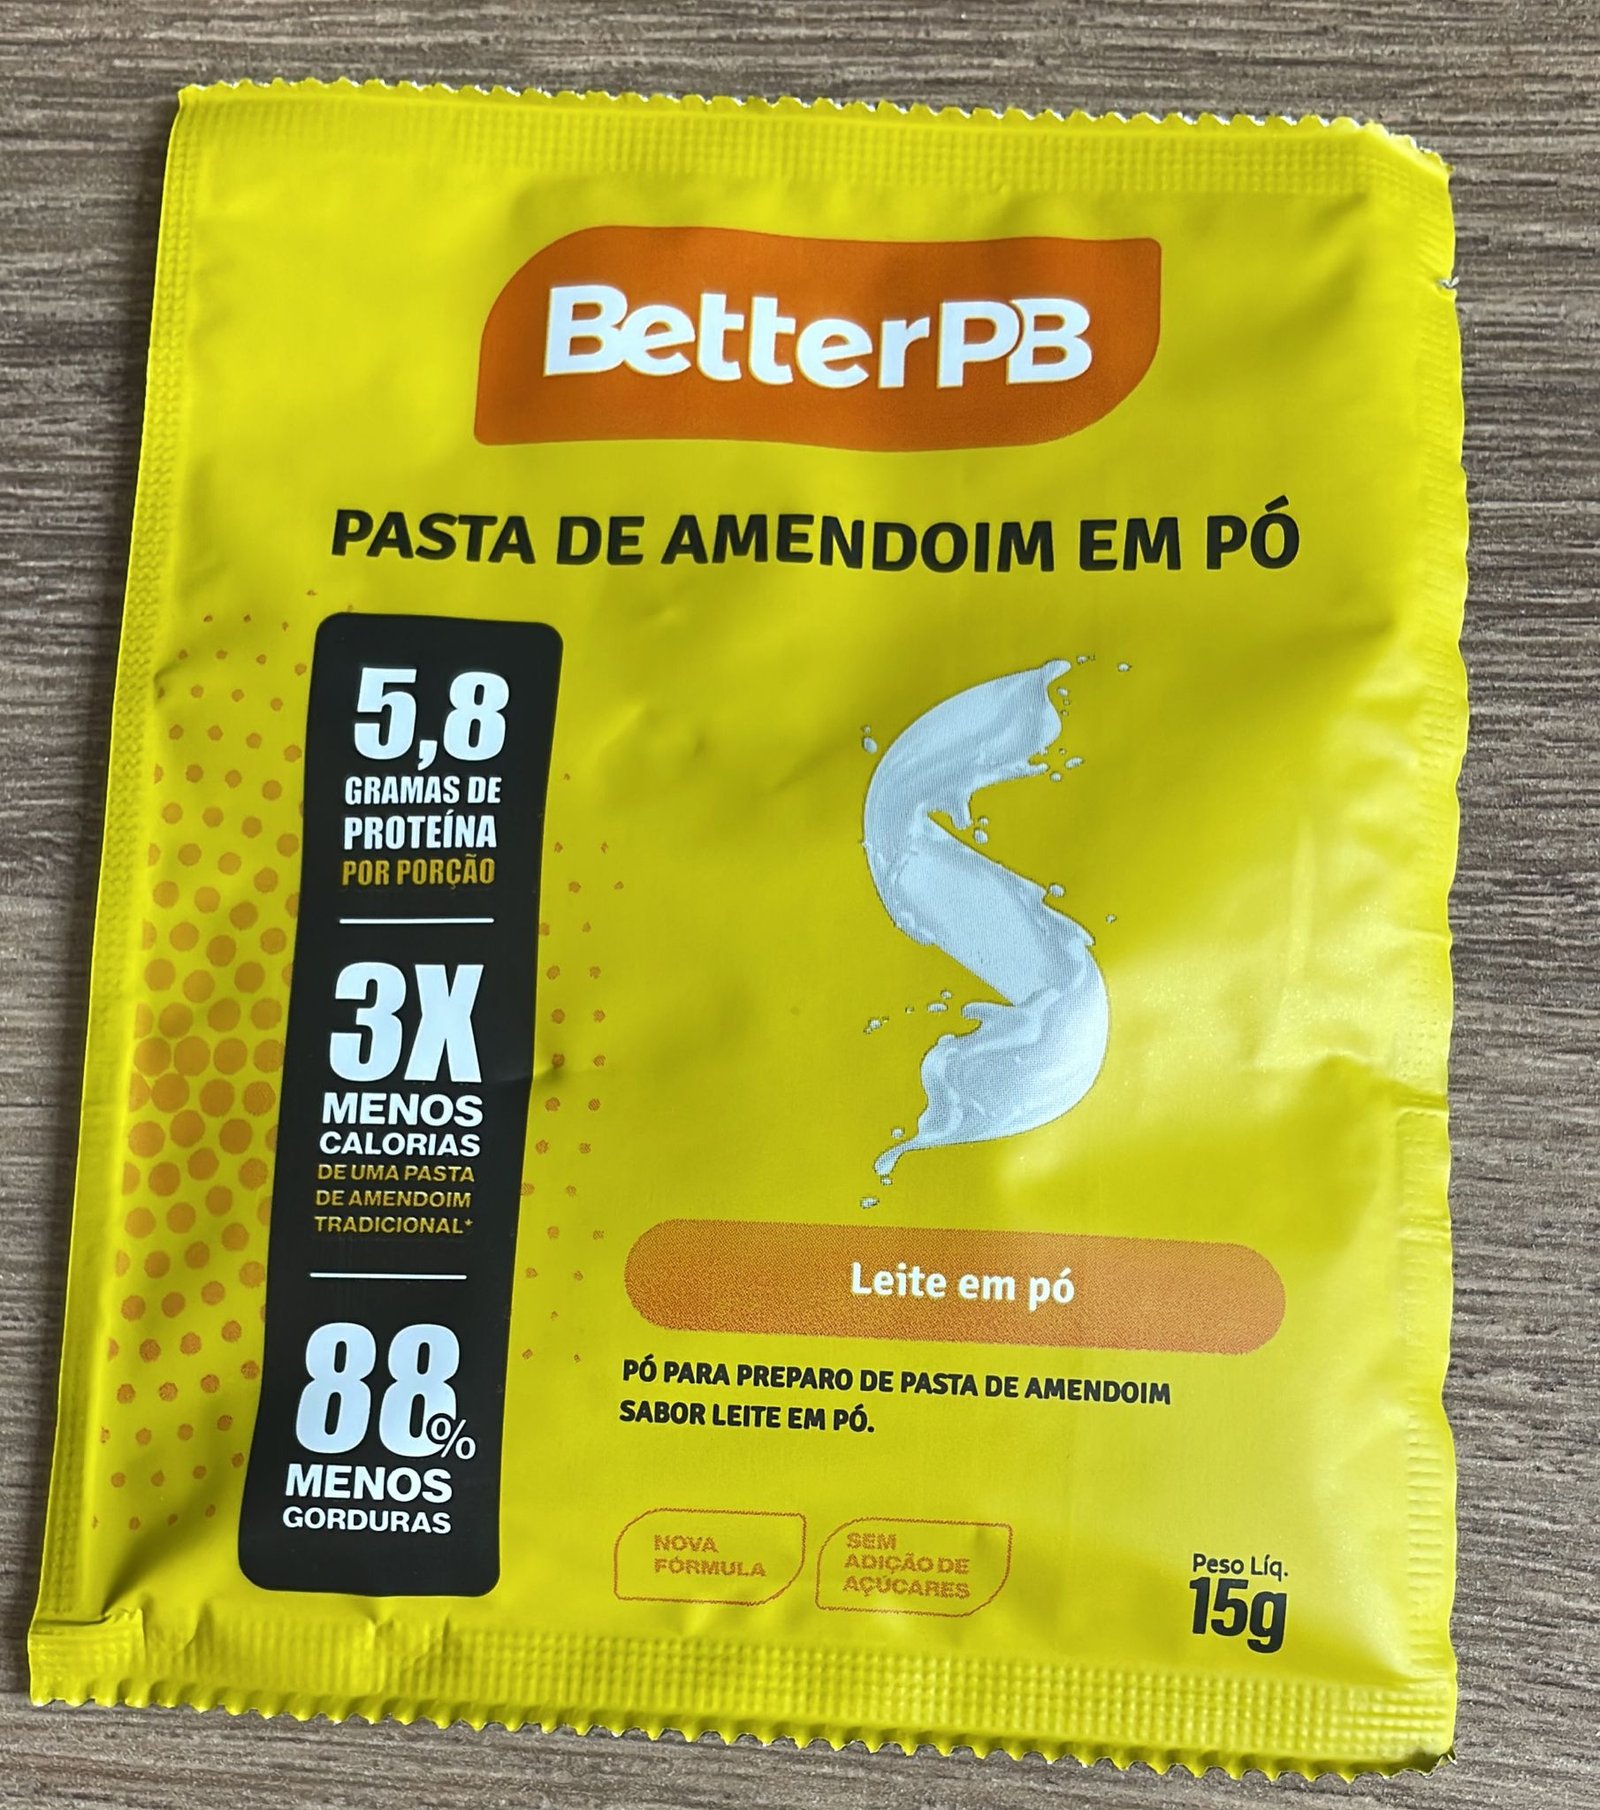 BetterPB
PASTA DE AMENDOIM EM PÓ
5,8
GRAMAS DE
PROTEÍNA
POR PORÇÃO
3X
MENOS
CALORIAS
DE UMA PASTA
DE AMENDOIM
TRADICIONAL*
88%
MENOS
GORDURAS
Leite em pó
PÓ PARA PREPARO DE PASTA DE AMENDOIM
SABOR LEITE EM PÓ.
NOVA
FÓRMULA
SEM
ADIÇÃO DE
AÇÚCARES
Peso Líq.
15g